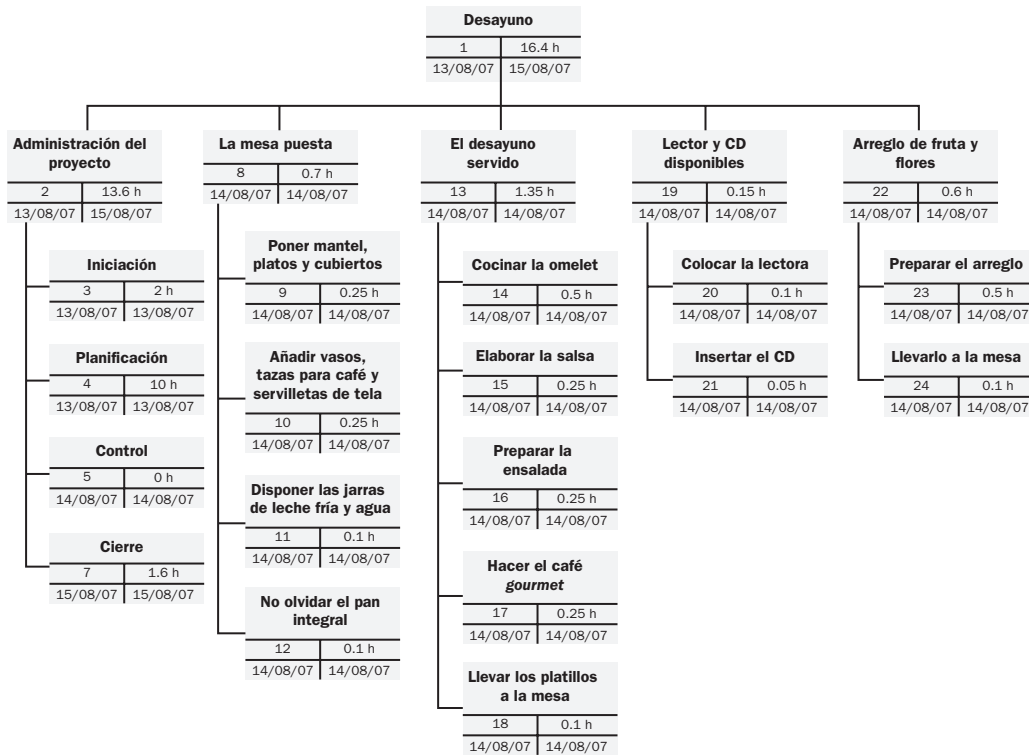 Desayuno
1 16.4 h
13/08/07 15/08/07
Administración del
proyecto
2 13.6 h
13/08/07 15/08/07
Iniciación
3 2 h
13/08/07 13/08/07
Planificación
4 10 h
13/08/07 13/08/07
Control
5 0 h
14/08/07 14/08/07
Cierre
7 1.6 h
15/08/07 15/08/07
La mesa puesta
8 0.7 h
14/08/07 14/08/07
Poner mantel,
platos y cubiertos
9 0.25 h
14/08/07 14/08/07
Añadir vasos,
tazas para café y
servilletas de tela
10 0.25 h
14/08/07 14/08/07
Disponer las jarras
de leche fría y agua
11 0.1 h
14/08/07 14/08/07
No olvidar el pan
integral
12 0.1 h
14/08/07 14/08/07
El desayuno
servido
13 1.35 h
14/08/07 14/08/07
Cocinar la omelet
14 0.5 h
14/08/07 14/08/07
Elaborar la salsa
15 0.25 h
14/08/07 14/08/07
Preparar la
ensalada
16 0.25 h
14/08/07 14/08/07
Hacer el café
gourmet
17 0.25 h
14/08/07 14/08/07
Llevar los platillos
a la mesa
18 0.1 h
14/08/07 14/08/07
Lector y CD
disponibles
19 0.15 h
14/08/07 14/08/07
Colocar la lectora
20 0.1 h
14/08/07 14/08/07
Insertar el CD
21 0.05 h
14/08/07 14/08/07
Arreglo de fruta y
flores
22 0.6 h
14/08/07 14/08/07
Preparar el arreglo
23 0.5 h
14/08/07 14/08/07
Llevarlo a la mesa
24 0.1 h
14/08/07 14/08/07